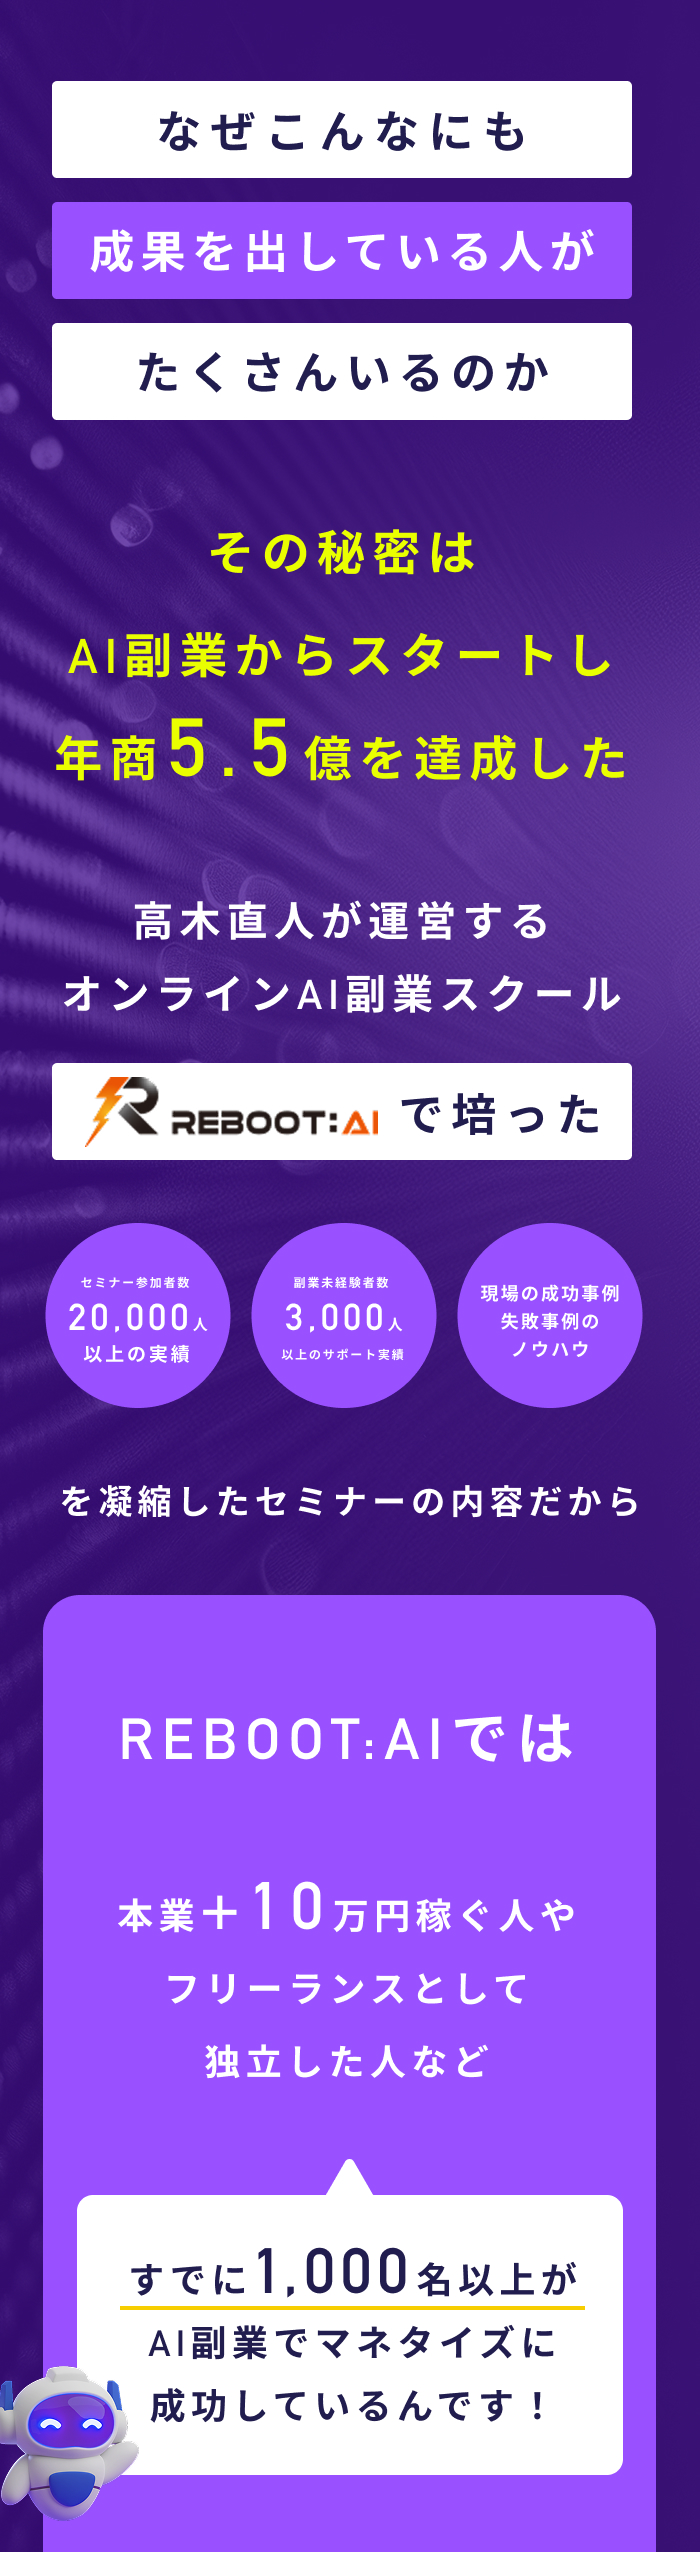 なぜこんなにも
成果を出している人が
たくさんいるのか
その秘密は
AI副業からスタートし
年商5.5億を達成した
高木直人が運営する
オンラインAI副業スクール
REBOOT:AI で培った
セミナー参加者数
20,000人
以上の実績
副業未経験者数
3,000人
以上のサポート実績
現場の成功事例
失敗事例の
ノウハウ
を凝縮したセミナーの内容だから
REBOOT:AIでは
本業+10万円稼ぐ人や
フリーランスとして
独立した人など
すでに1,000名以上が
AI副業でマネタイズに
成功しているんです！